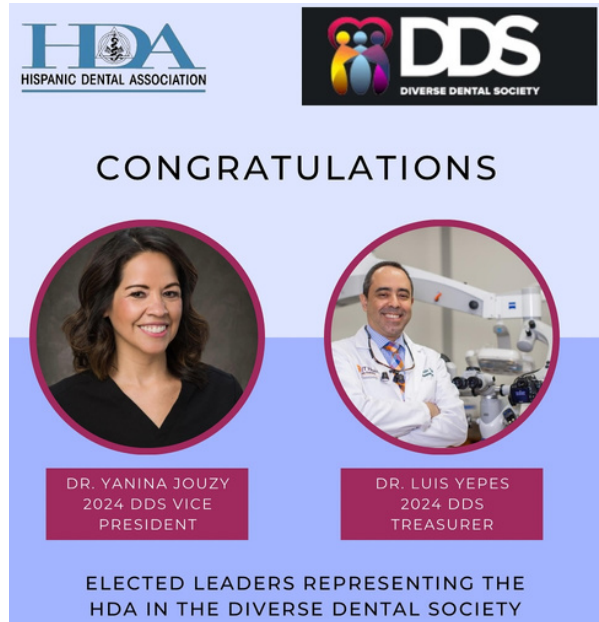 HDA
HISPANIC DENTAL ASSOCIATION
DDS
DIVERSE DENTAL SOCIETY
CONGRATULATIONS
DR. YANINA JOUZY
2024 DDS VICE
PRESIDENT
DR. LUIS YEPES
2024 DDS
TREASURER
ELECTED LEADERS REPRESENTING THE
HDA IN THE DIVERSE DENTAL SOCIETY